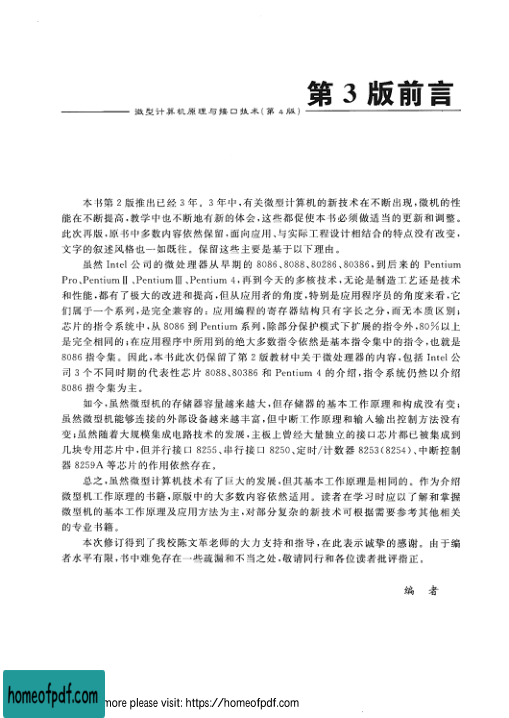 第 3 版前言
微型计算机原理与接口技术(第 4 版)
本书第 2 版推出已经 3 年。3 年中,有关微型计算机的新技术在不断出现,微机的性
能在不断提高,教学中也不断地有新的体会,这些都促使本书必须做适当的更新和调整。
此次再版,原书中多数内容依然保留,面向应用、与实际工程设计相结合的特点没有改变,
文字的叙述风格也一如既往。保留这些主要是基于以下理由。
虽然 Intel 公司的微处理器从早期的 8086、8088、80286、80386,到后来的 Pentium
Pro、Pentium Ⅱ、Pentium Ⅲ、Pentium 4,再到今天的多核技术,无论是制造工艺还是技术
和性能,都有了极大的改进和提高,但从应用者的角度,特别是应用程序员的角度来看,它
们属于一个系列,是完全兼容的;应用编程的寄存器结构只有字长之分,而无本质区别;
芯片的指令系统中,从 8086 到 Pentium 系列,除部分保护模式下扩展的指令外,80%以上
是完全相同的;在应用程序中所用到的绝大多数指令依然是基本指令集中的指令,也就是
8086 指令集。因此,本书此次仍保留了第 2 版教材中关于微处理器的内容,包括 Intel 公
司 3 个不同时期的代表性芯片 8088、80386 和 Pentium 4 的介绍,指令系统仍然以介绍
8086 指令集为主。
如今,虽然微型机的存储器容量越来越大,但存储器的基本工作原理和构成没有变;
虽然微型机能够连接的外部设备越来越丰富,但中断工作原理和输入输出控制方法没有
变;虽然随着大规模集成电路技术的发展,主板上曾经大量独立的接口芯片都已被集成到
几块专用芯片中,但并行接口 8255、串行接口 8250、定时/计数器 8253(8254)、中断控制
器 8259A 等芯片的作用依然存在。
总之,虽然微型计算机技术有了巨大的发展,但其基本工作原理是相同的。作为介绍
微型机工作原理的书籍,原版中的大多数内容依然适用。读者在学习时应以了解和掌握
微型机的基本工作原理及应用方法为主,对部分复杂的新技术可根据需要参考其他相关
的专业书籍。
本次修订得到了我校陈文革老师的大力支持和指导,在此表示诚挚的感谢。由于编
者水平有限,书中难免存在一些疏漏和不当之处,敬请同行和各位读者批评指正。
编 者
homeofpdf.com
more please visit: https://homeofpdf.com